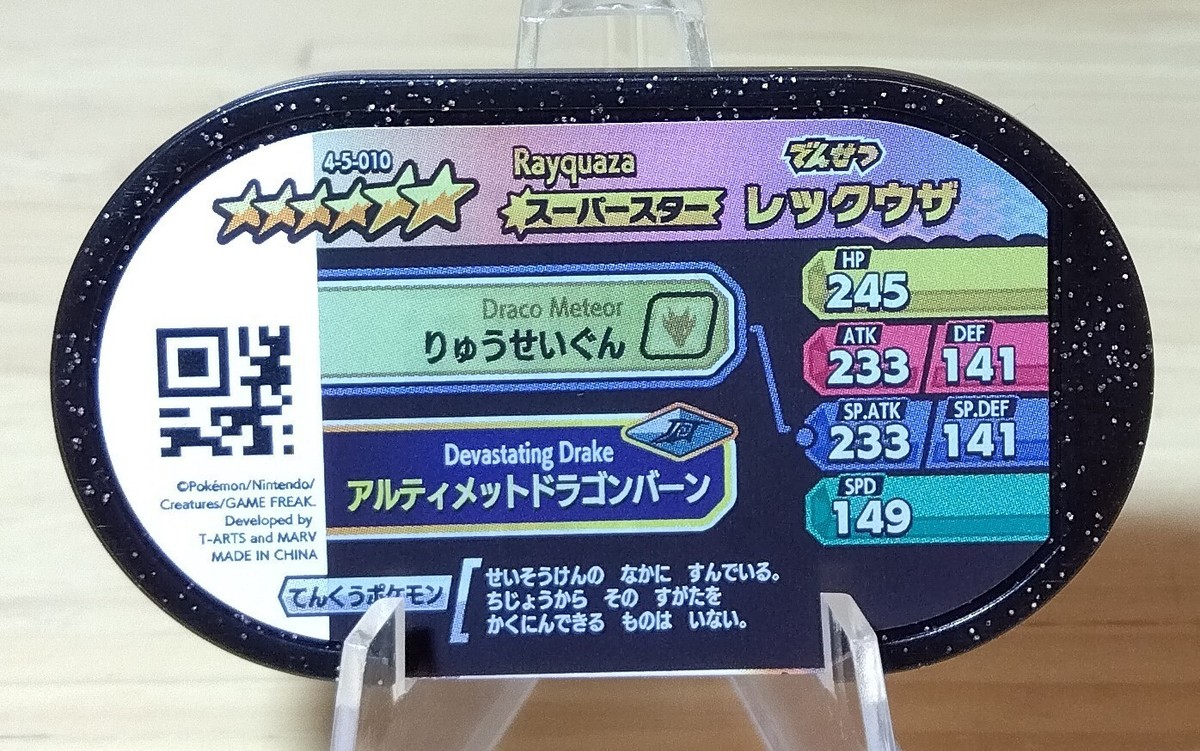 4-5-010
Rayquaza
でんせつ
スーパースター
レックウザ
Draco Meteor
りゅうせいぐん
Devastating Drake
アルティメットドラゴンバーン
HP
245
ATK
233
DEF
141
SP.ATK
233
SP.DEF
141
SPD
149
©Pokémon/Nintendo/
Creatures/GAME FREAK.
Developed by
T-ARTS and MARV
MADE IN CHINA
てんくうポケモン
せいそうけんの なかに すんでいる。
ちじょうから その すがたを
かくにんできる ものは いない。